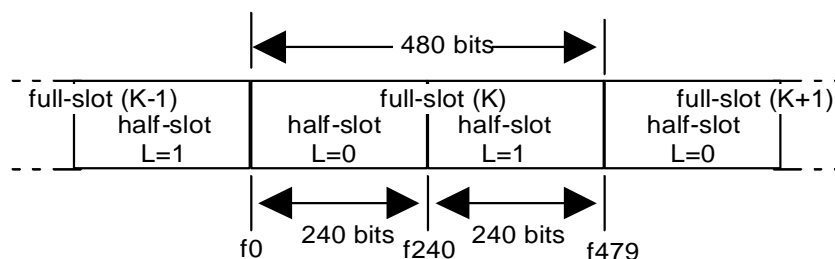 480 bits
full-slot (K-1) full-slot (K) full-slot (K+1)
half-slot half-slot half-slot half-slot
L=1 L=0 L=1 L=0
240 bits 240 bits
f0 f240 f479